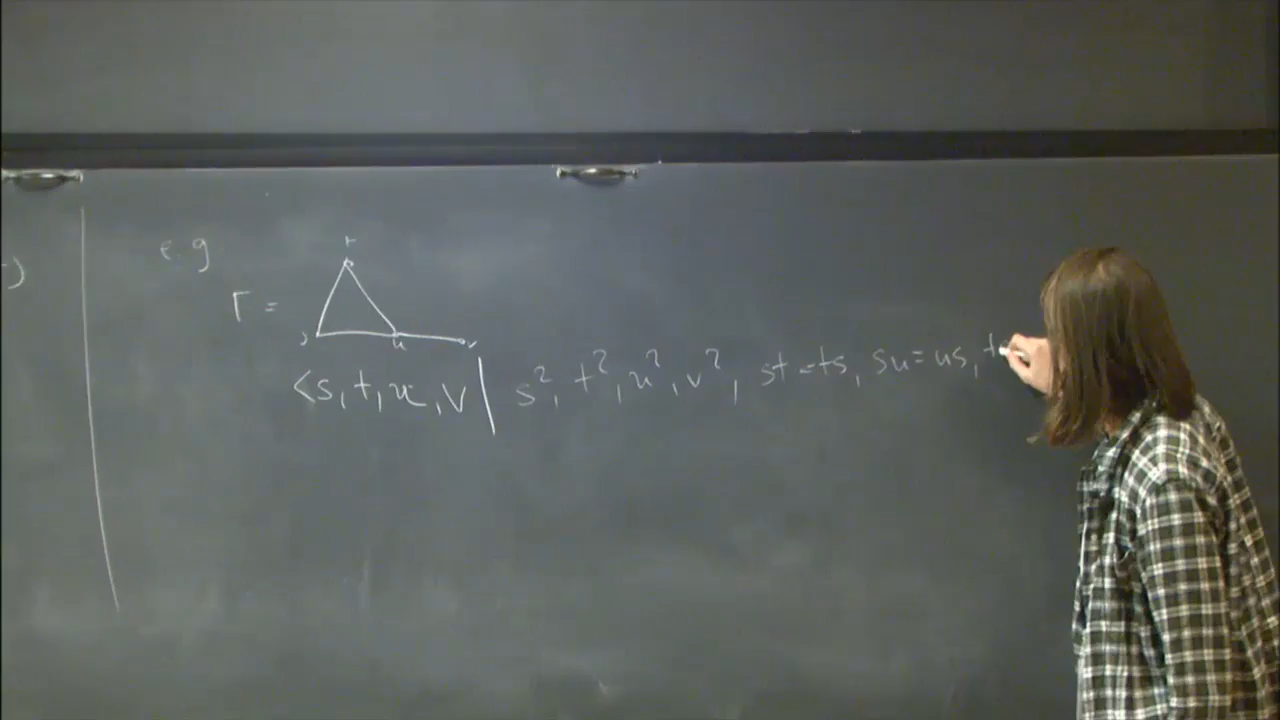 e.g
t
Γ =
s u v
<s, t, u, v | s², t², u², v², st=ts, su=us, t